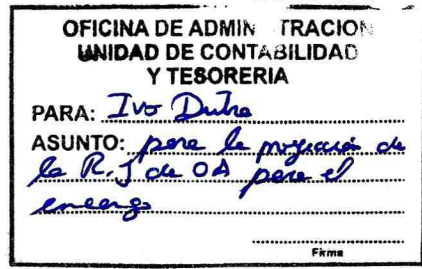 OFICINA DE ADMIN TRACION
UNIDAD DE CONTABILIDAD
Y TESORERIA
PARA: Ivo
ASUNTO: para la proyección de
la R.J de OA para el
encargo
Firma